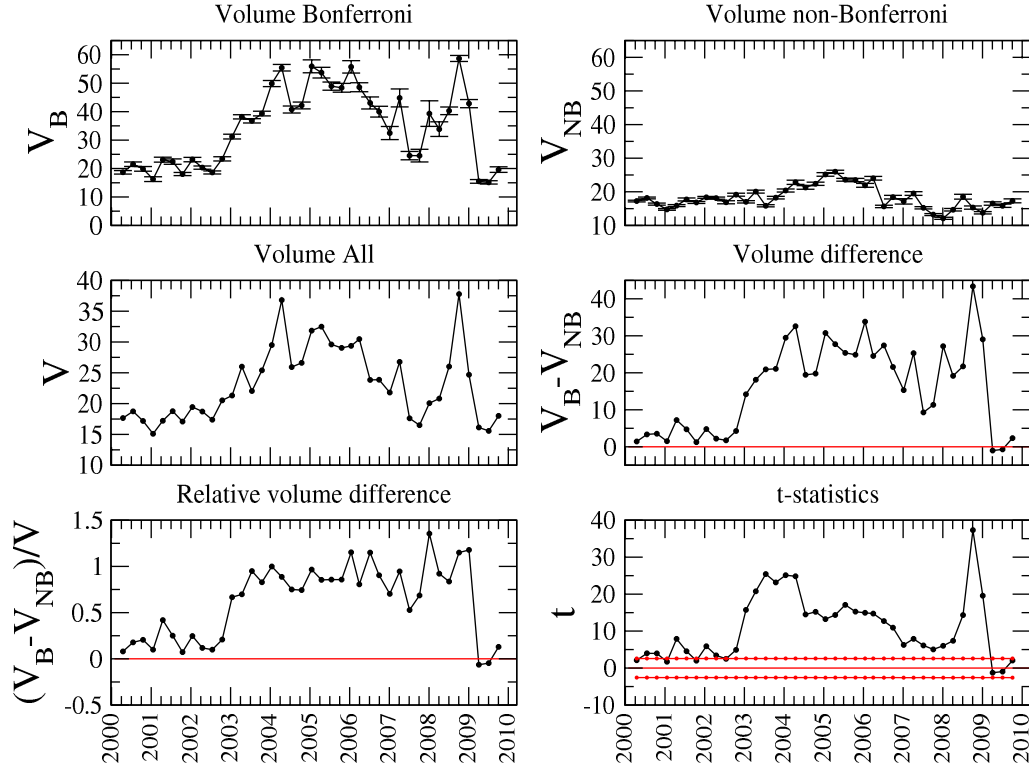 Volume Bonferroni
Volume non-Bonferroni
V_B
60
50
40
30
20
10
0
V_NB
60
50
40
30
20
10
Volume All
Volume difference
V
40
35
30
25
20
15
10
V_B-V_NB
40
30
20
10
0
Relative volume difference
t-statistics
(V_B-V_NB)/V
1.5
1
0.5
0
-0.5
2000 2001 2002 2003 2004 2005 2006 2007 2008 2009 2010
t
40
30
20
10
0
-10
2000 2001 2002 2003 2004 2005 2006 2007 2008 2009 2010